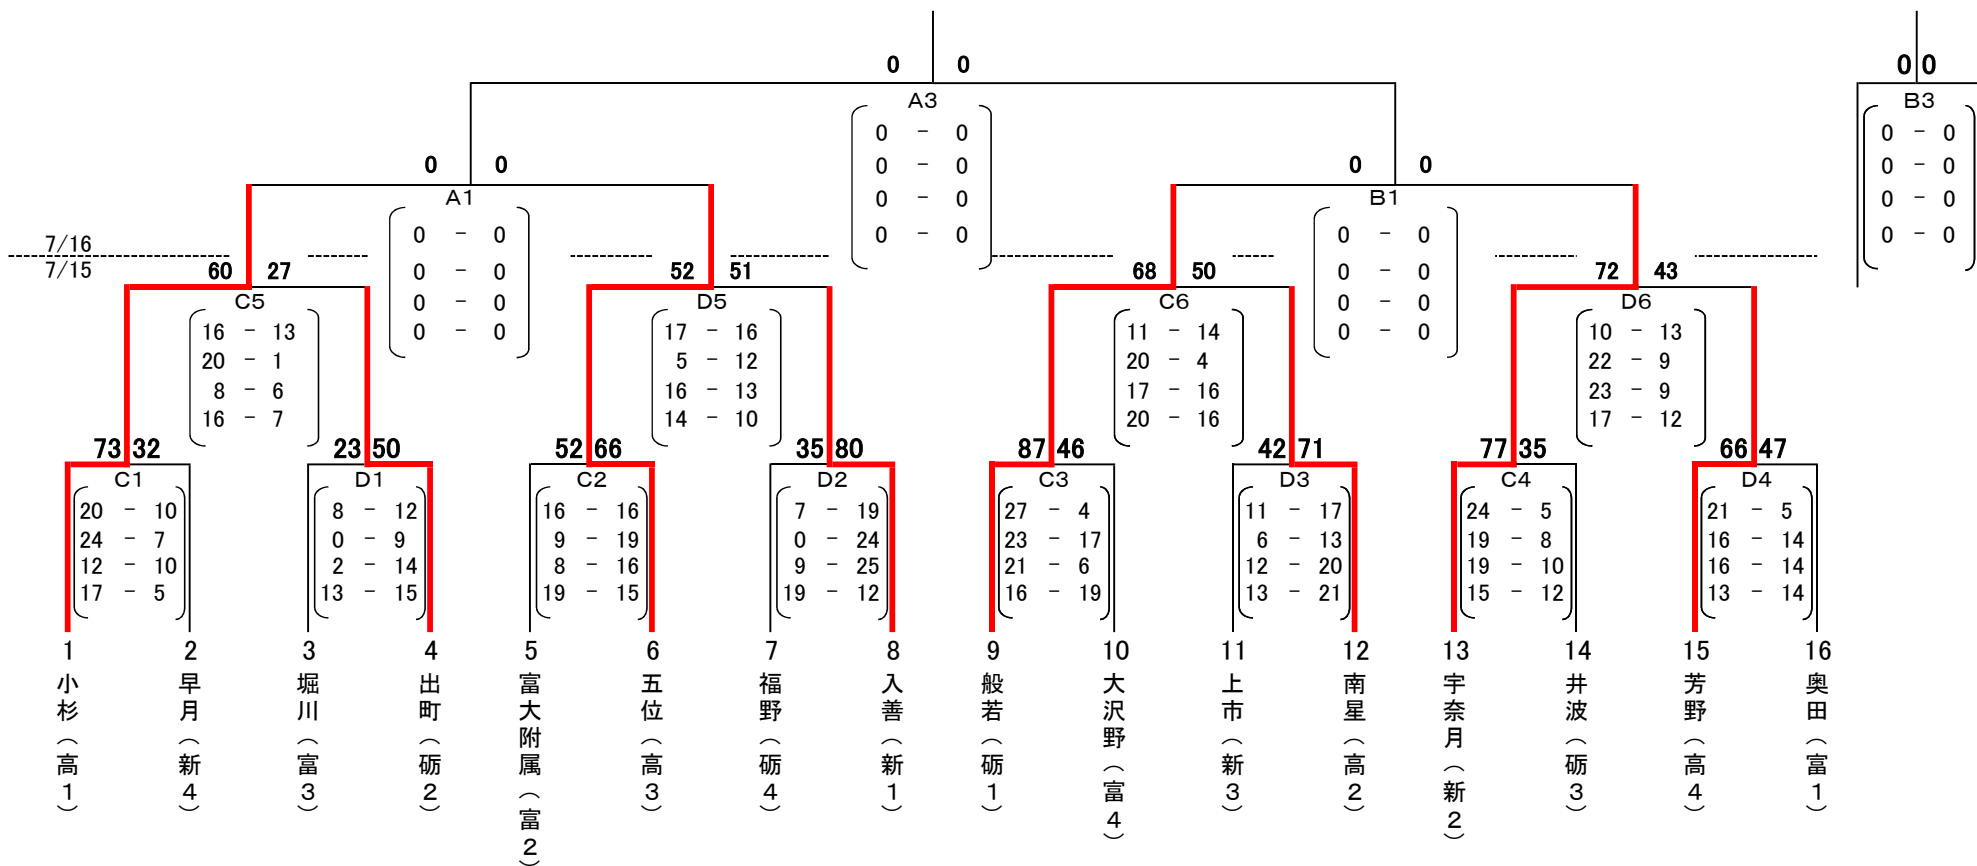 0 0 0 0
A3 B3
0 - 0 0 - 0
0 - 0 0 - 0
0 - 0 0 - 0
0 - 0 0 - 0
0 0 0 0
A1 B1
0 - 0 0 - 0
0 - 0 0 - 0
0 - 0 0 - 0
0 - 0 0 - 0
7/16
7/15
60 27 52 51 68 50 72 43
C5 D5 C6 D6
16 - 13 17 - 16 11 - 14 10 - 13
20 - 1 5 - 12 20 - 4 22 - 9
8 - 6 16 - 13 17 - 16 23 - 9
16 - 7 14 - 10 20 - 16 17 - 12
73 32 23 50 52 66 35 80 87 46 42 71 77 35 66 47
C1 D1 C2 D2 C3 D3 C4 D4
20 - 10 8 - 12 16 - 16 7 - 19 27 - 4 11 - 17 24 - 5 21 - 5
24 - 7 0 - 9 9 - 19 0 - 24 23 - 17 6 - 13 19 - 8 16 - 14
12 - 10 2 - 14 8 - 16 9 - 25 21 - 6 12 - 20 19 - 10 16 - 14
17 - 5 13 - 15 19 - 15 19 - 12 16 - 19 13 - 21 15 - 12 13 - 14
1 2 3 4 5 6 7 8 9 10 11 12 13 14 15 16
小杉（高1）
早月（新4）
堀川（富3）
出町（砺2）
富大附属（富2）
五位（高3）
福野（砺4）
入善（新1）
般若（砺1）
大沢野（富4）
上市（新3）
南星（高2）
宇奈月（新2）
井波（砺3）
芳野（高4）
奥田（富1）